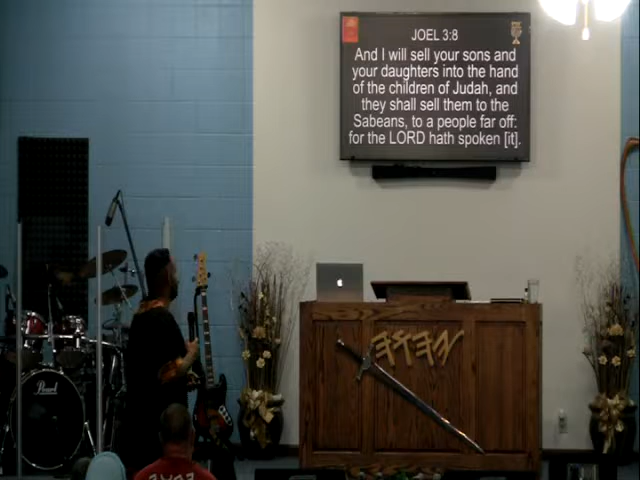 JOEL 3:8
And I will sell your sons and
your daughters into the hand
of the children of Judah, and
they shall sell them to the
Sabeans, to a people far off:
for the LORD hath spoken [it].
𐤉𐤄𐤅𐤄
Pearl